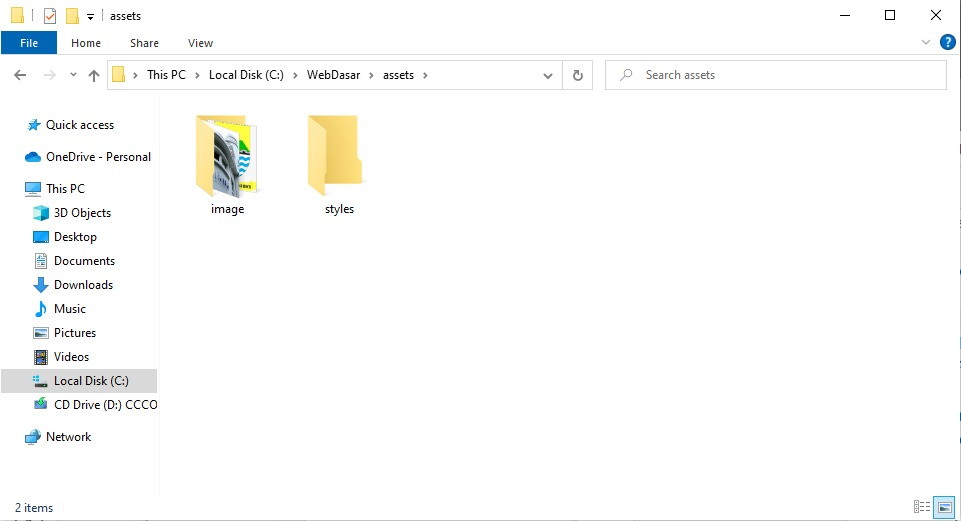 assets
File Home Share View
This PC Local Disk (C:) WebDasar assets
Search assets
Quick access
OneDrive - Personal
This PC
3D Objects
Desktop
Documents
Downloads
Music
Pictures
Videos
Local Disk (C:)
CD Drive (D:) CCCO
Network
image styles
2 items